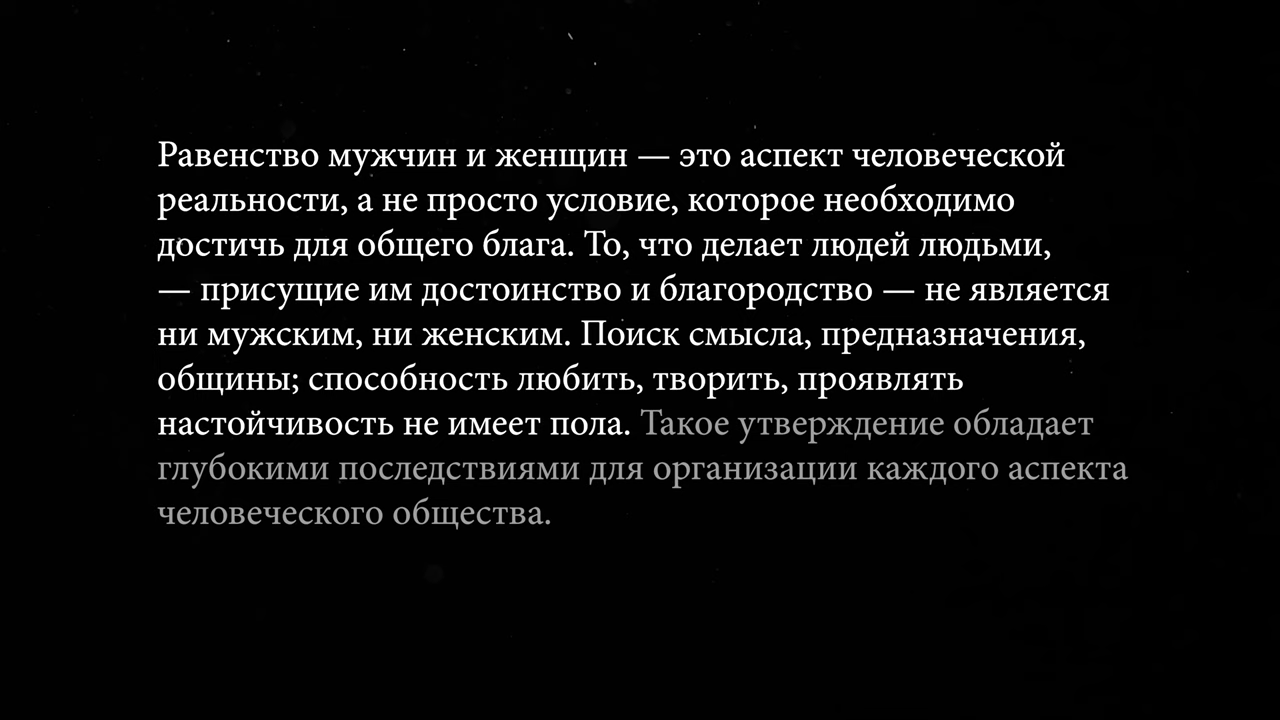 Равенство мужчин и женщин — это аспект человеческой
реальности, а не просто условие, которое необходимо
достичь для общего блага. То, что делает людей людьми,
— присущие им достоинство и благородство — не является
ни мужским, ни женским. Поиск смысла, предназначения,
общины; способность любить, творить, проявлять
настойчивость не имеет пола. Такое утверждение обладает
глубокими последствиями для организации каждого аспекта
человеческого общества.